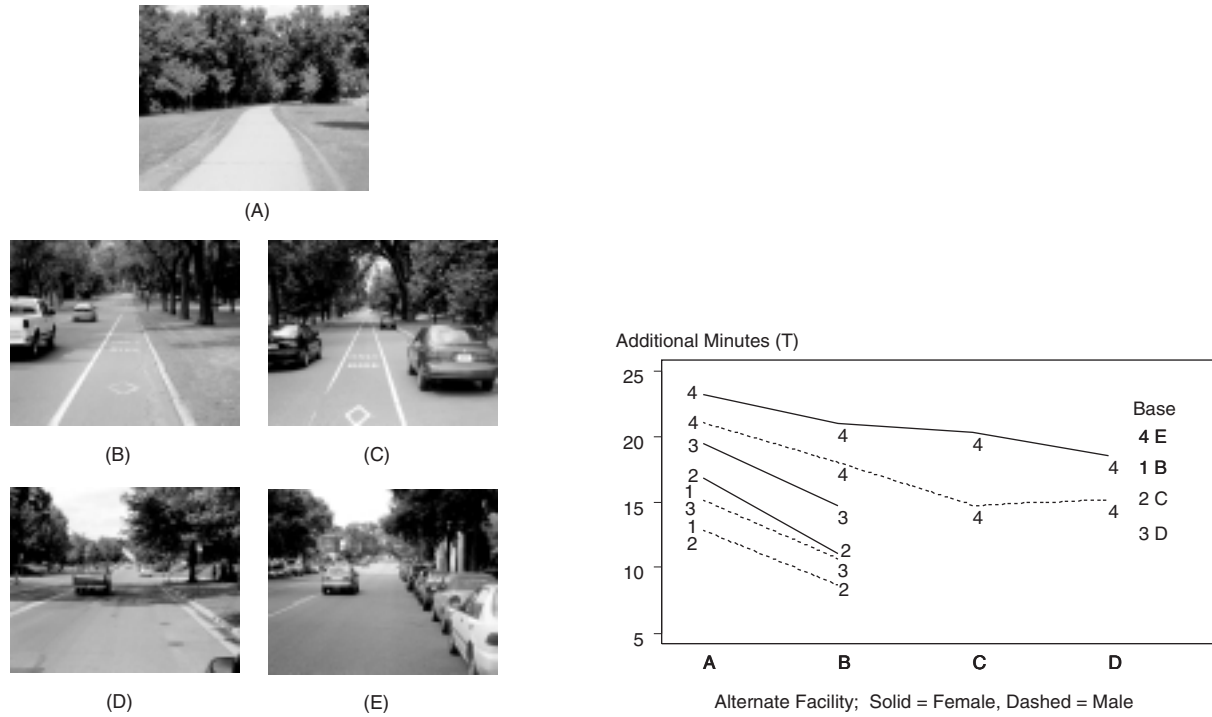 (A)
(B)
(C)
(D)
(E)
Additional Minutes (T)
25
20
15
10
5
4
4
3
2
1
3
1
2
4
4
3
2
3
2
4
4
4
4
Base
4 E
1 B
2 C
3 D
A B C D
Alternate Facility; Solid = Female, Dashed = Male